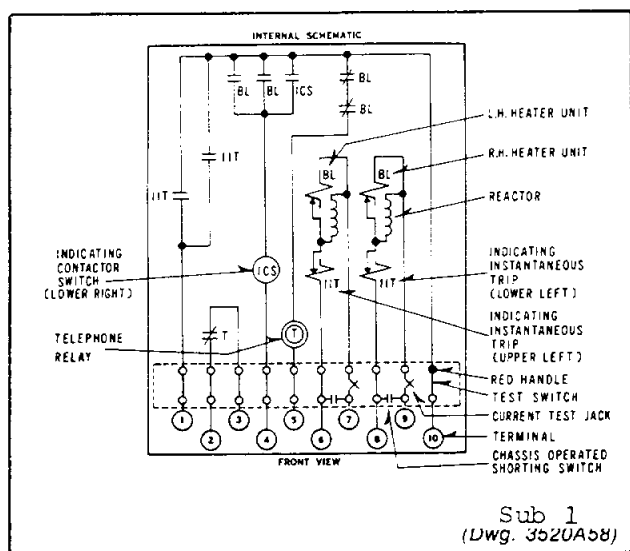 INTERNAL SCHEMATIC
BL
BL
ICS
BL
BL
IIT
IIT
L.H. HEATER UNIT
R.H. HEATER UNIT
REACTOR
BL
BL
INDICATING
CONTACTOR
SWITCH
(LOWER RIGHT)
ICS
IIT
IIT
INDICATING
INSTANTANEOUS
TRIP
(LOWER LEFT)
INDICATING
INSTANTANEOUS
TRIP
(UPPER LEFT)
TELEPHONE
RELAY
T
T
RED HANDLE
TEST SWITCH
CURRENT TEST JACK
TERMINAL
CHASSIS OPERATED
SHORTING SWITCH
1
2
3
4
5
6
7
8
9
10
FRONT VIEW
Sub 1
(Dwg. 3520A58)